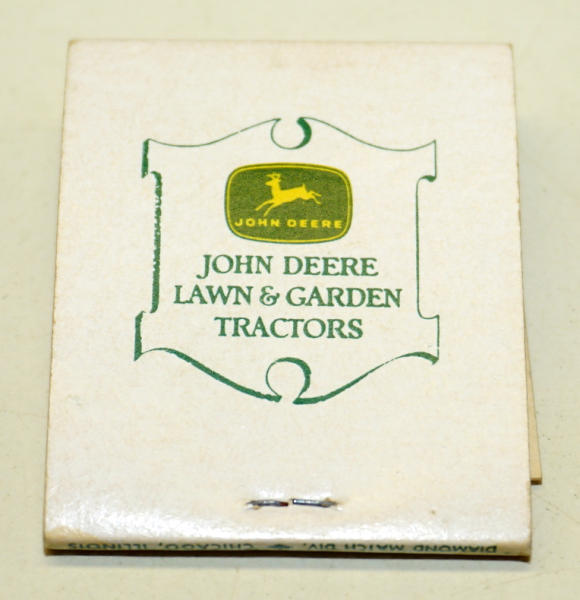 JOHN DEERE
JOHN DEERE
LAWN & GARDEN
TRACTORS
DIAMOND MATCH DIV. CHICAGO, ILLINOIS